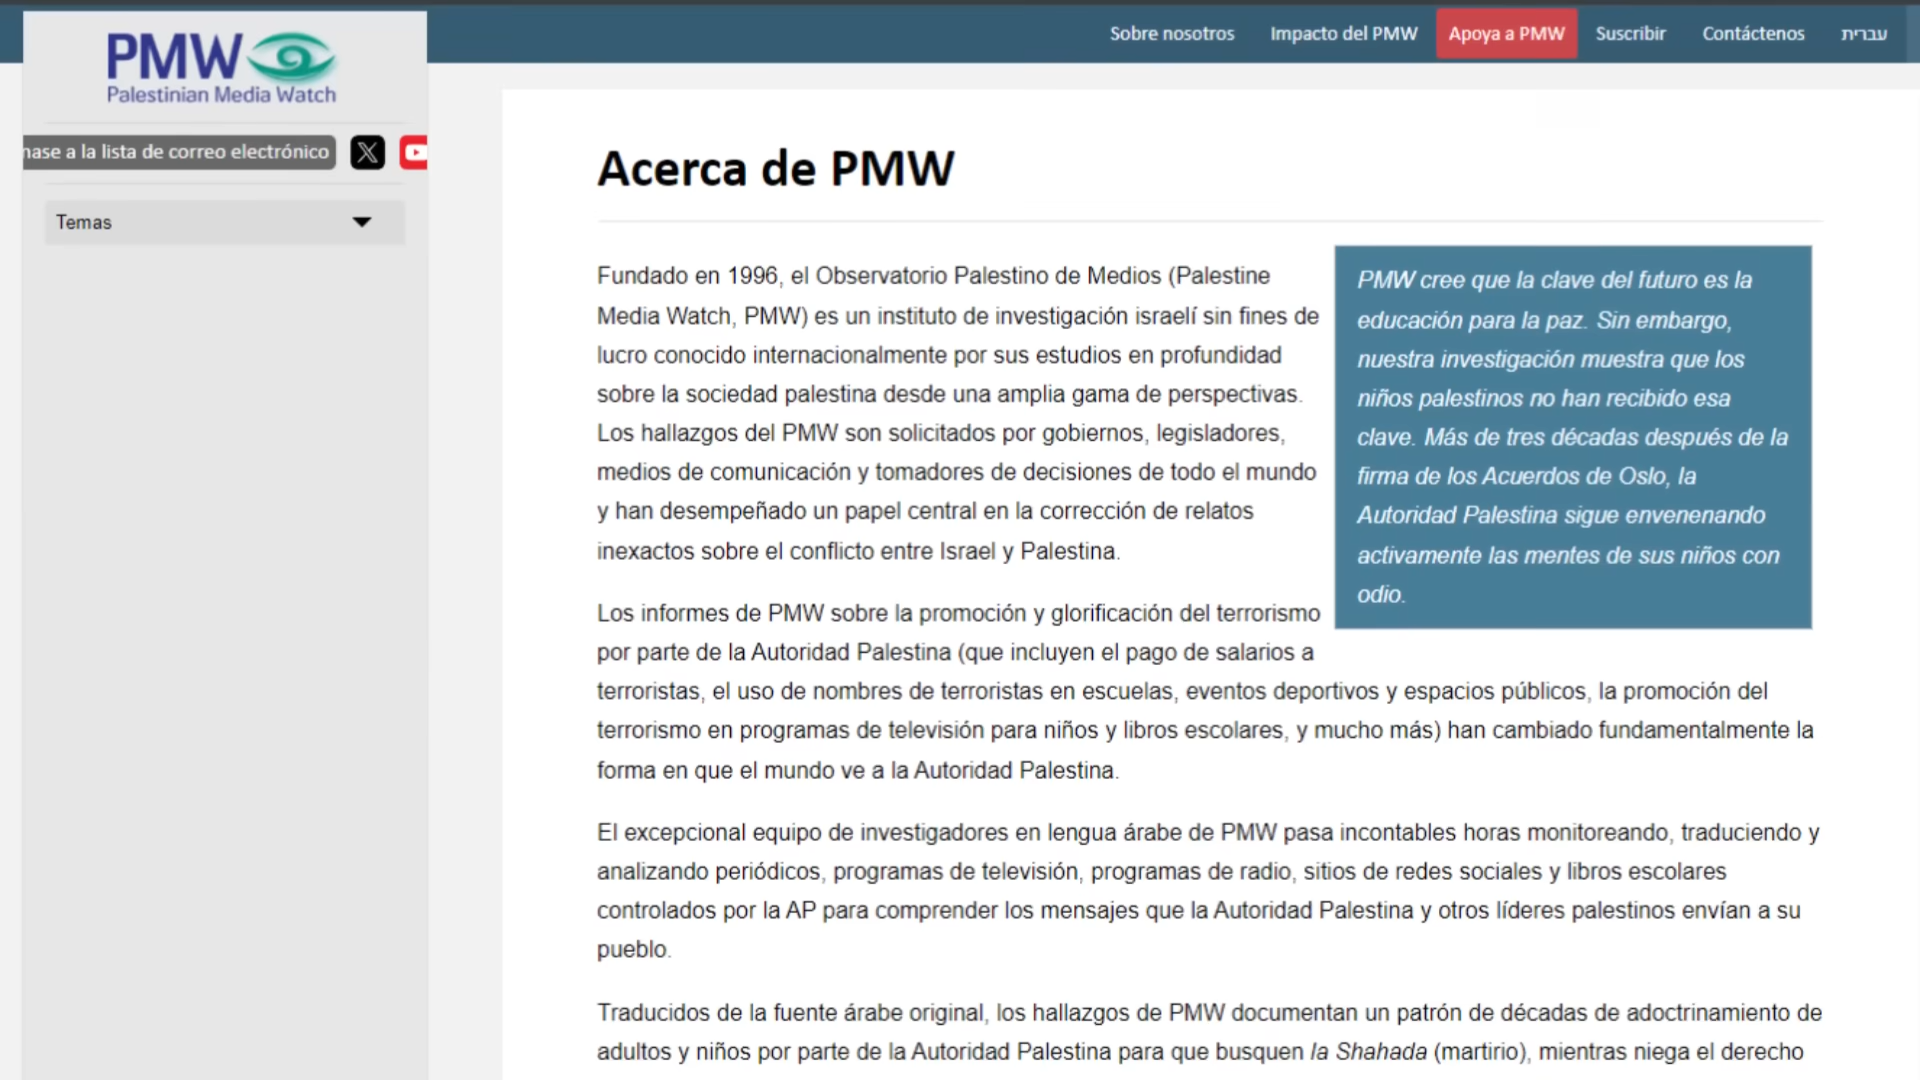 Sobre nosotros
Impacto del PMW
Apoya a PMW
Suscribir
Contáctenos
עברית
PMW
Palestinian Media Watch
a la lista de correo electrónico
Temas
Acerca de PMW
Fundado en 1996, el Observatorio Palestino de Medios (Palestine
Media Watch, PMW) es un instituto de investigación israelí sin fines de
lucro conocido internacionalmente por sus estudios en profundidad
sobre la sociedad palestina desde una amplia gama de perspectivas.
Los hallazgos del PMW son solicitados por gobiernos, legisladores,
medios de comunicación y tomadores de decisiones de todo el mundo
y han desempeñado un papel central en la corrección de relatos
inexactos sobre el conflicto entre Israel y Palestina.
PMW cree que la clave del futuro es la
educación para la paz. Sin embargo,
nuestra investigación muestra que los
niños palestinos no han recibido esa
clave. Más de tres décadas después de la
firma de los Acuerdos de Oslo, la
Autoridad Palestina sigue envenenando
activamente las mentes de sus niños con
odio.
Los informes de PMW sobre la promoción y glorificación del terrorismo
por parte de la Autoridad Palestina (que incluyen el pago de salarios a
terroristas, el uso de nombres de terroristas en escuelas, eventos deportivos y espacios públicos, la promoción del
terrorismo en programas de televisión para niños y libros escolares, y mucho más) han cambiado fundamentalmente la
forma en que el mundo ve a la Autoridad Palestina.
El excepcional equipo de investigadores en lengua árabe de PMW pasa incontables horas monitoreando, traduciendo y
analizando periódicos, programas de televisión, programas de radio, sitios de redes sociales y libros escolares
controlados por la AP para comprender los mensajes que la Autoridad Palestina y otros líderes palestinos envían a su
pueblo.
Traducidos de la fuente árabe original, los hallazgos de PMW documentan un patrón de décadas de adoctrinamiento de
adultos y niños por parte de la Autoridad Palestina para que busquen la Shahada (martirio), mientras niega el derecho